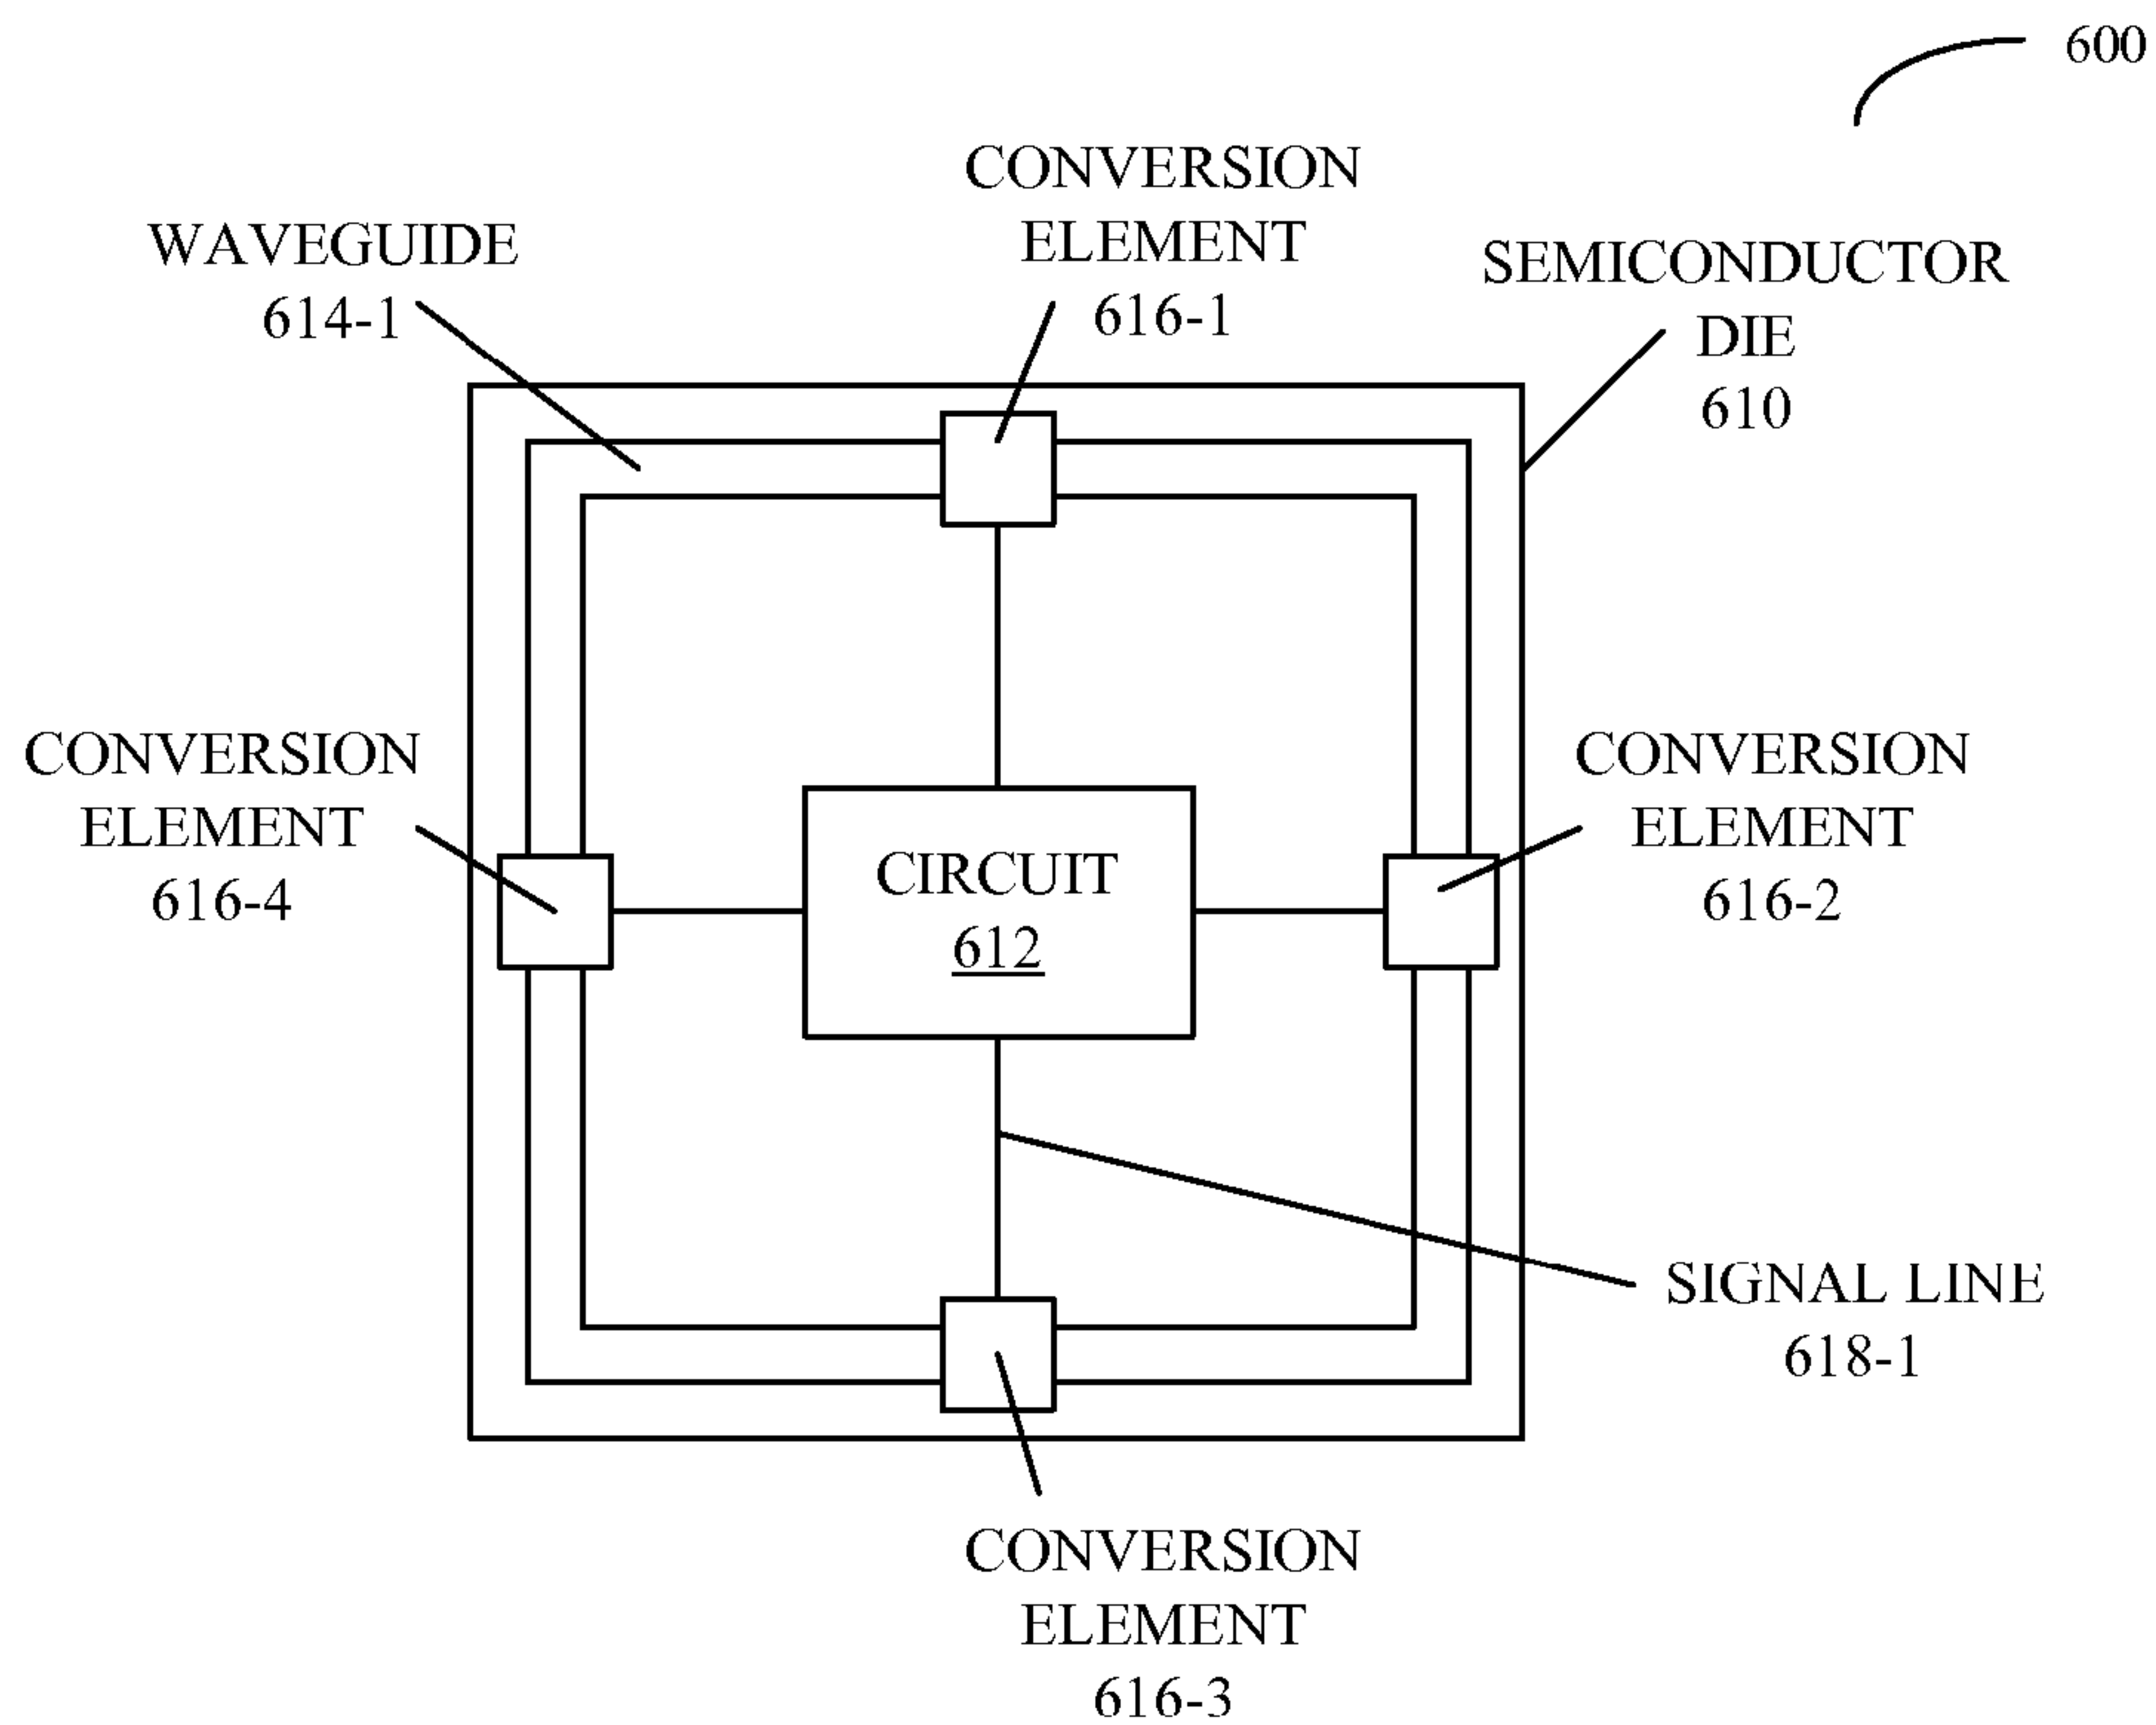 600
CONVERSION
ELEMENT
616-1
WAVEGUIDE
614-1
SEMICONDUCTOR
DIE
610
CONVERSION
ELEMENT
616-4
CIRCUIT
612
CONVERSION
ELEMENT
616-2
SIGNAL LINE
618-1
CONVERSION
ELEMENT
616-3